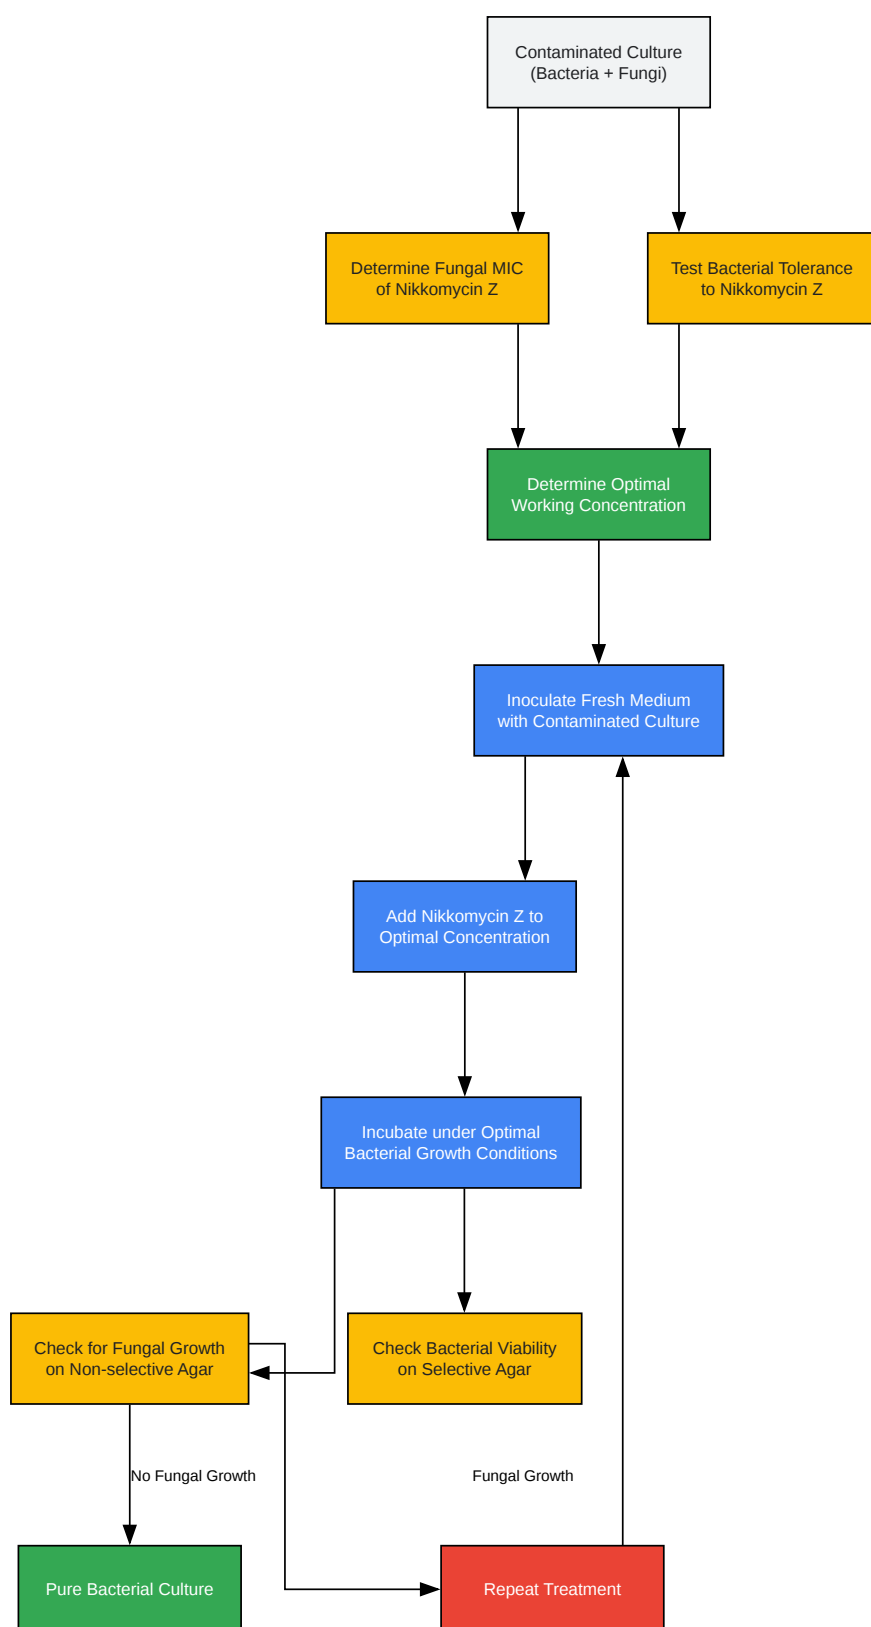 Contaminated Culture
(Bacteria + Fungi)
Determine Fungal MIC
of Nikkomycin Z
Test Bacterial Tolerance
to Nikkomycin Z
Determine Optimal
Working Concentration
Inoculate Fresh Medium
with Contaminated Culture
Add Nikkomycin Z to
Optimal Concentration
Incubate under Optimal
Bacterial Growth Conditions
Check for Fungal Growth
on Non-selective Agar
Check Bacterial Viability
on Selective Agar
No Fungal Growth
Fungal Growth
Pure Bacterial Culture
Repeat Treatment